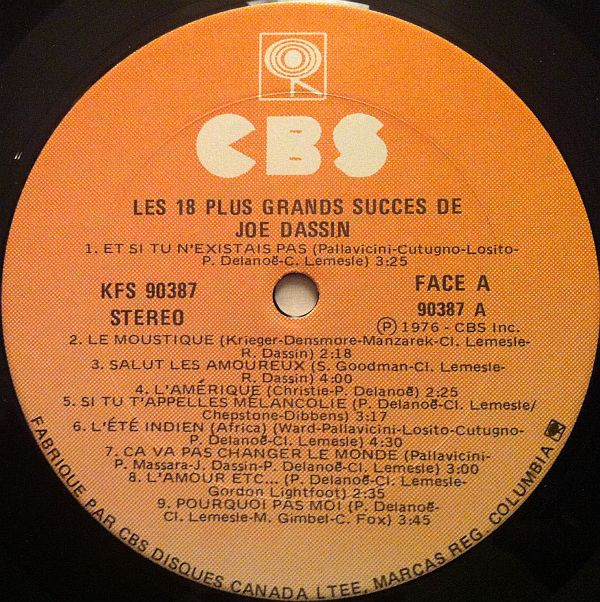 CBS
LES 18 PLUS GRANDS SUCCES DE
JOE DASSIN
1. ET SI TU N'EXISTAIS PAS (Pallavicini-Cutugno-Losito-
P. Delanoë-C. Lemesle) 3:25
KFS 90387
STEREO
FACE A
90387 A
Ⓟ 1976 - CBS Inc.
2. LE MOUSTIQUE (Krieger-Densmore-Manzarek-Cl. Lemesle-
R. Dassin) 2:18
3. SALUT LES AMOUREUX (S. Goodman-Cl. Lemesle-
R. Dassin) 4:00
4. L'AMÉRIQUE (Christie-P. Delanoë) 2:25
5. SI TU T'APPELLES MÉLANCOLIE (P. Delanoë-Cl. Lemesle/
Chepstone-Dibbens) 3:17
6. L'ÉTÉ INDIEN (Africa) (Ward-Pallavicini-Losito-Cutugno-
P. Delanoë-Cl. Lemesle) 4:30
7. CA VA PAS CHANGER LE MONDE (Pallavicini-
P. Massara-J. Dassin-P. Delanoë-Cl. Lemesle) 3:00
8. L'AMOUR ETC... (P. Delanoë-Cl. Lemesle-
Gordon Lightfoot) 2:35
9. POURQUOI PAS MOI (P. Delanoë-
Cl. Lemesle-M. Gimbel-C. Fox) 3:45
FABRIQUE PAR CBS DISQUES CANADA LTEE, MARCAS REG. COLUMBIA